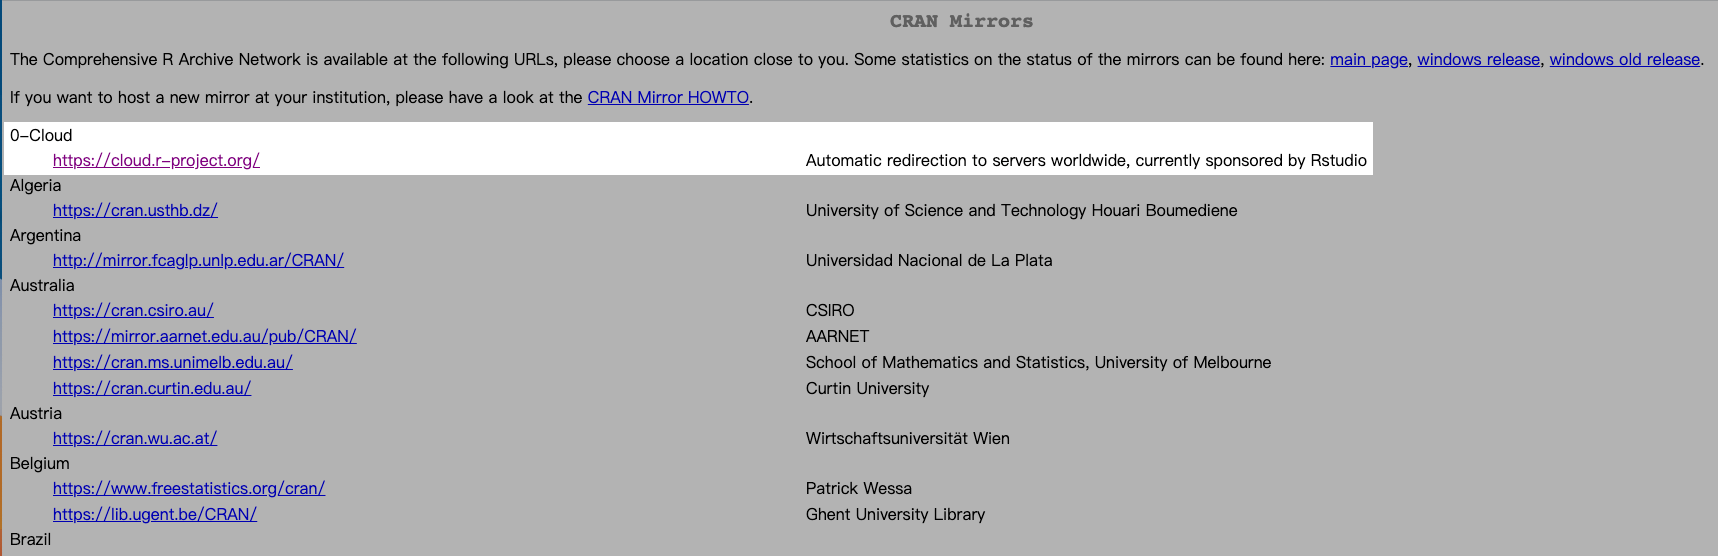 CRAN Mirrors
The Comprehensive R Archive Network is available at the following URLs, please choose a location close to you. Some statistics on the status of the mirrors can be found here: main page, windows release, windows old release.
If you want to host a new mirror at your institution, please have a look at the CRAN Mirror HOWTO.
0-Cloud
https://cloud.r-project.org/ Automatic redirection to servers worldwide, currently sponsored by Rstudio
Algeria
https://cran.usthb.dz/ University of Science and Technology Houari Boumediene
Argentina
http://mirror.fcaglp.unlp.edu.ar/CRAN/ Universidad Nacional de La Plata
Australia
https://cran.csiro.au/ CSIRO
https://mirror.aarnet.edu.au/pub/CRAN/ AARNET
https://cran.ms.unimelb.edu.au/ School of Mathematics and Statistics, University of Melbourne
https://cran.curtin.edu.au/ Curtin University
Austria
https://cran.wu.ac.at/ Wirtschaftsuniversität Wien
Belgium
https://www.freestatistics.org/cran/ Patrick Wessa
https://lib.ugent.be/CRAN/ Ghent University Library
Brazil